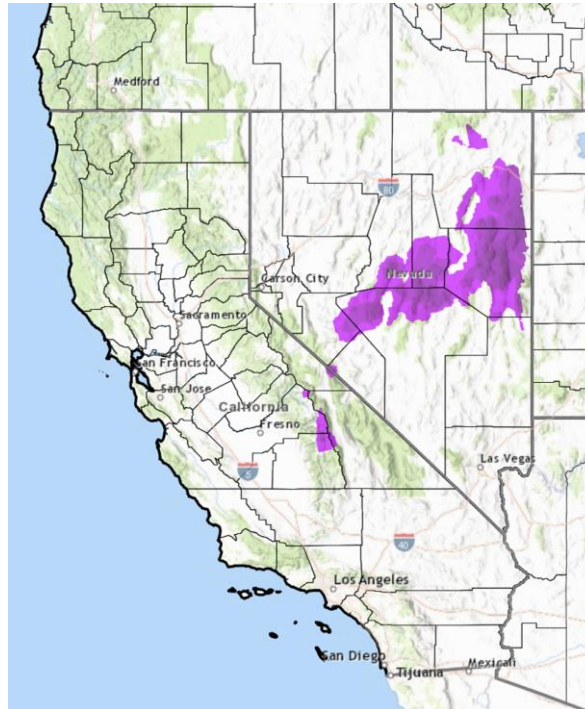 Medford
80
Nevada
Carson City
Sacramento
San Francisco
San Jose
California
Fresno
5
Las Vegas
40
Los Angeles
San Diego
Tijuana
Mexicali